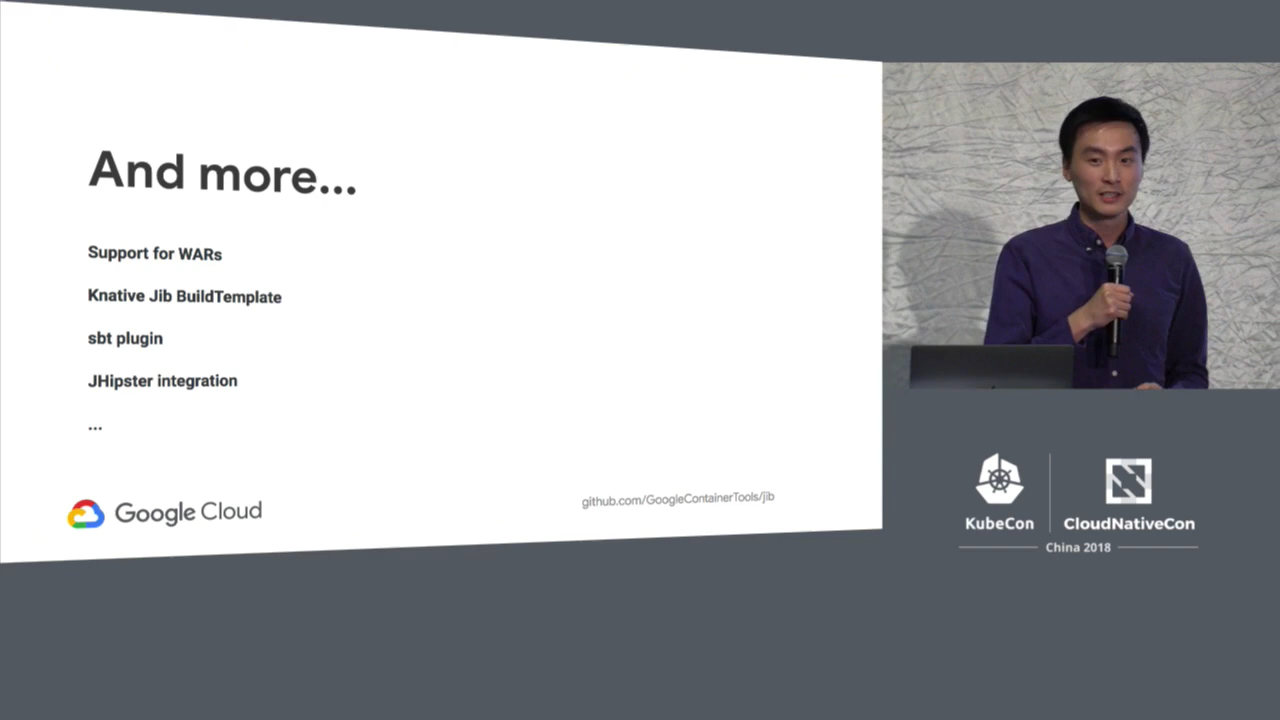 And more...
Support for WARs
Knative Jib BuildTemplate
sbt plugin
JHipster integration
...
Google Cloud
github.com/GoogleContainerTools/jib
KubeCon
CloudNativeCon
China 2018